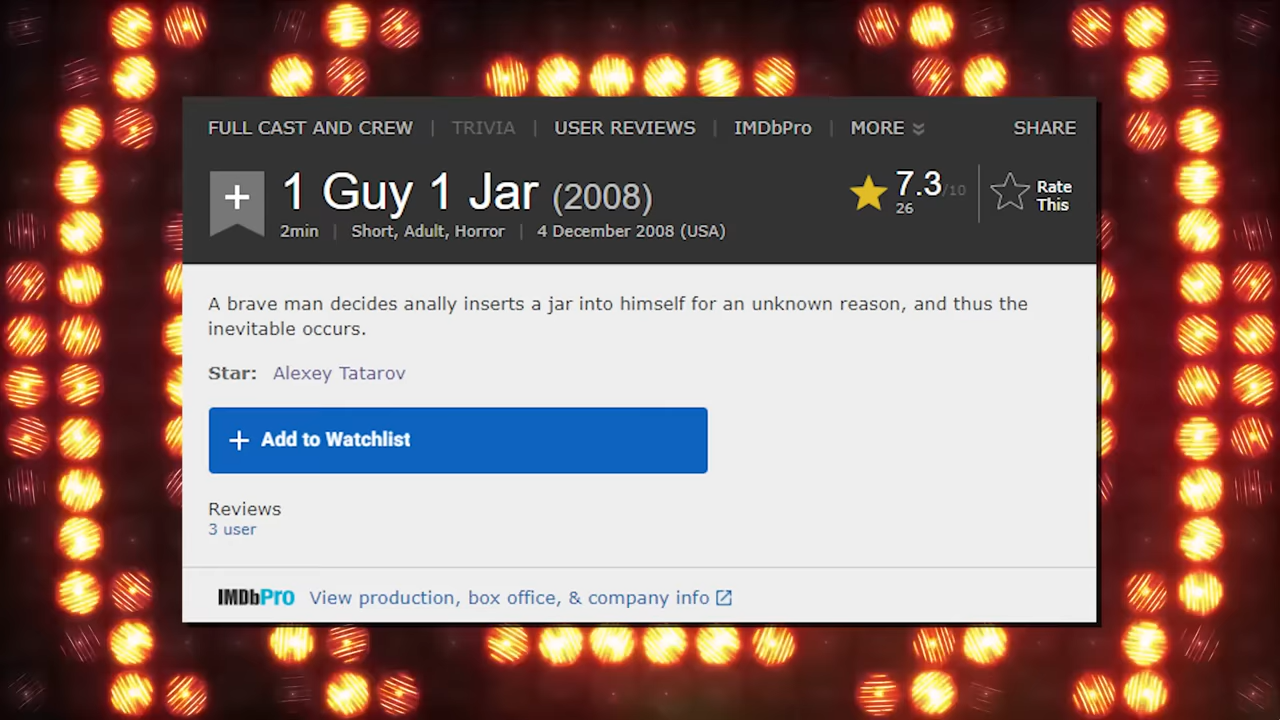 FULL CAST AND CREW | TRIVIA | USER REVIEWS | IMDbPro | MORE SHARE
+ 1 Guy 1 Jar (2008) 7.3/10 Rate
26 This
2min | Short, Adult, Horror | 4 December 2008 (USA)
A brave man decides anally inserts a jar into himself for an unknown reason, and thus the
inevitable occurs.
Star: Alexey Tatarov
+ Add to Watchlist
Reviews
3 user
IMDbPro View production, box office, & company info